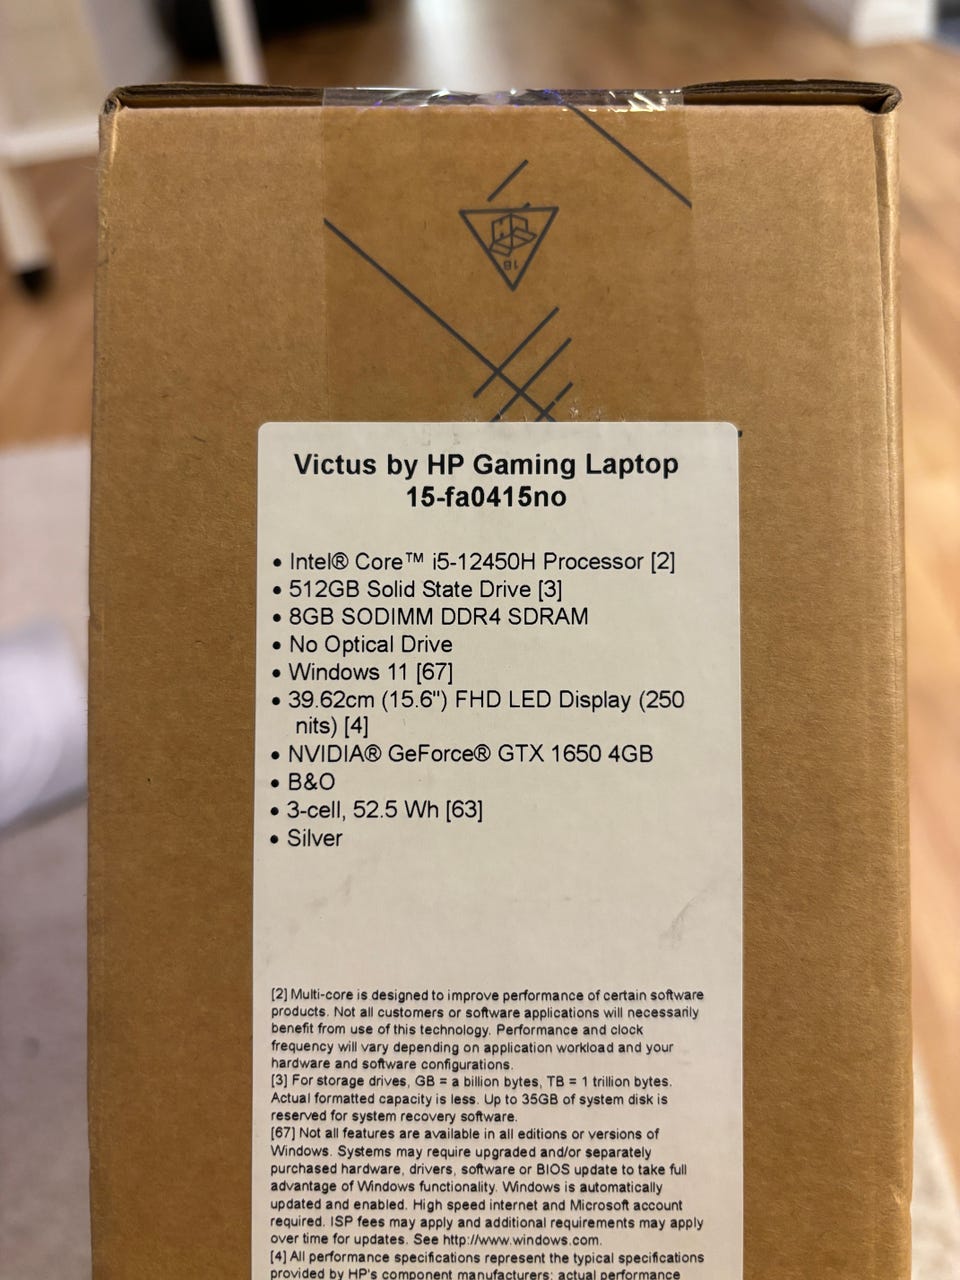 18
Victus by HP Gaming Laptop
15-fa0415no
• Intel® Core™ i5-12450H Processor [2]
• 512GB Solid State Drive [3]
• 8GB SODIMM DDR4 SDRAM
• No Optical Drive
• Windows 11 [67]
• 39.62cm (15.6") FHD LED Display (250
nits) [4]
• NVIDIA® GeForce® GTX 1650 4GB
• B&O
• 3-cell, 52.5 Wh [63]
• Silver
[2] Multi-core is designed to improve performance of certain software
products. Not all customers or software applications will necessarily
benefit from use of this technology. Performance and clock
frequency will vary depending on application workload and your
hardware and software configurations.
[3] For storage drives, GB = a billion bytes, TB = 1 trillion bytes.
Actual formatted capacity is less. Up to 35GB of system disk is
reserved for system recovery software.
[67] Not all features are available in all editions or versions of
Windows. Systems may require upgraded and/or separately
purchased hardware, drivers, software or BIOS update to take full
advantage of Windows functionality. Windows is automatically
updated and enabled. High speed internet and Microsoft account
required. ISP fees may apply and additional requirements may apply
over time for updates. See http://www.windows.com.
[4] All performance specifications represent the typical specifications
provided by HP's component manufacturers; actual performance